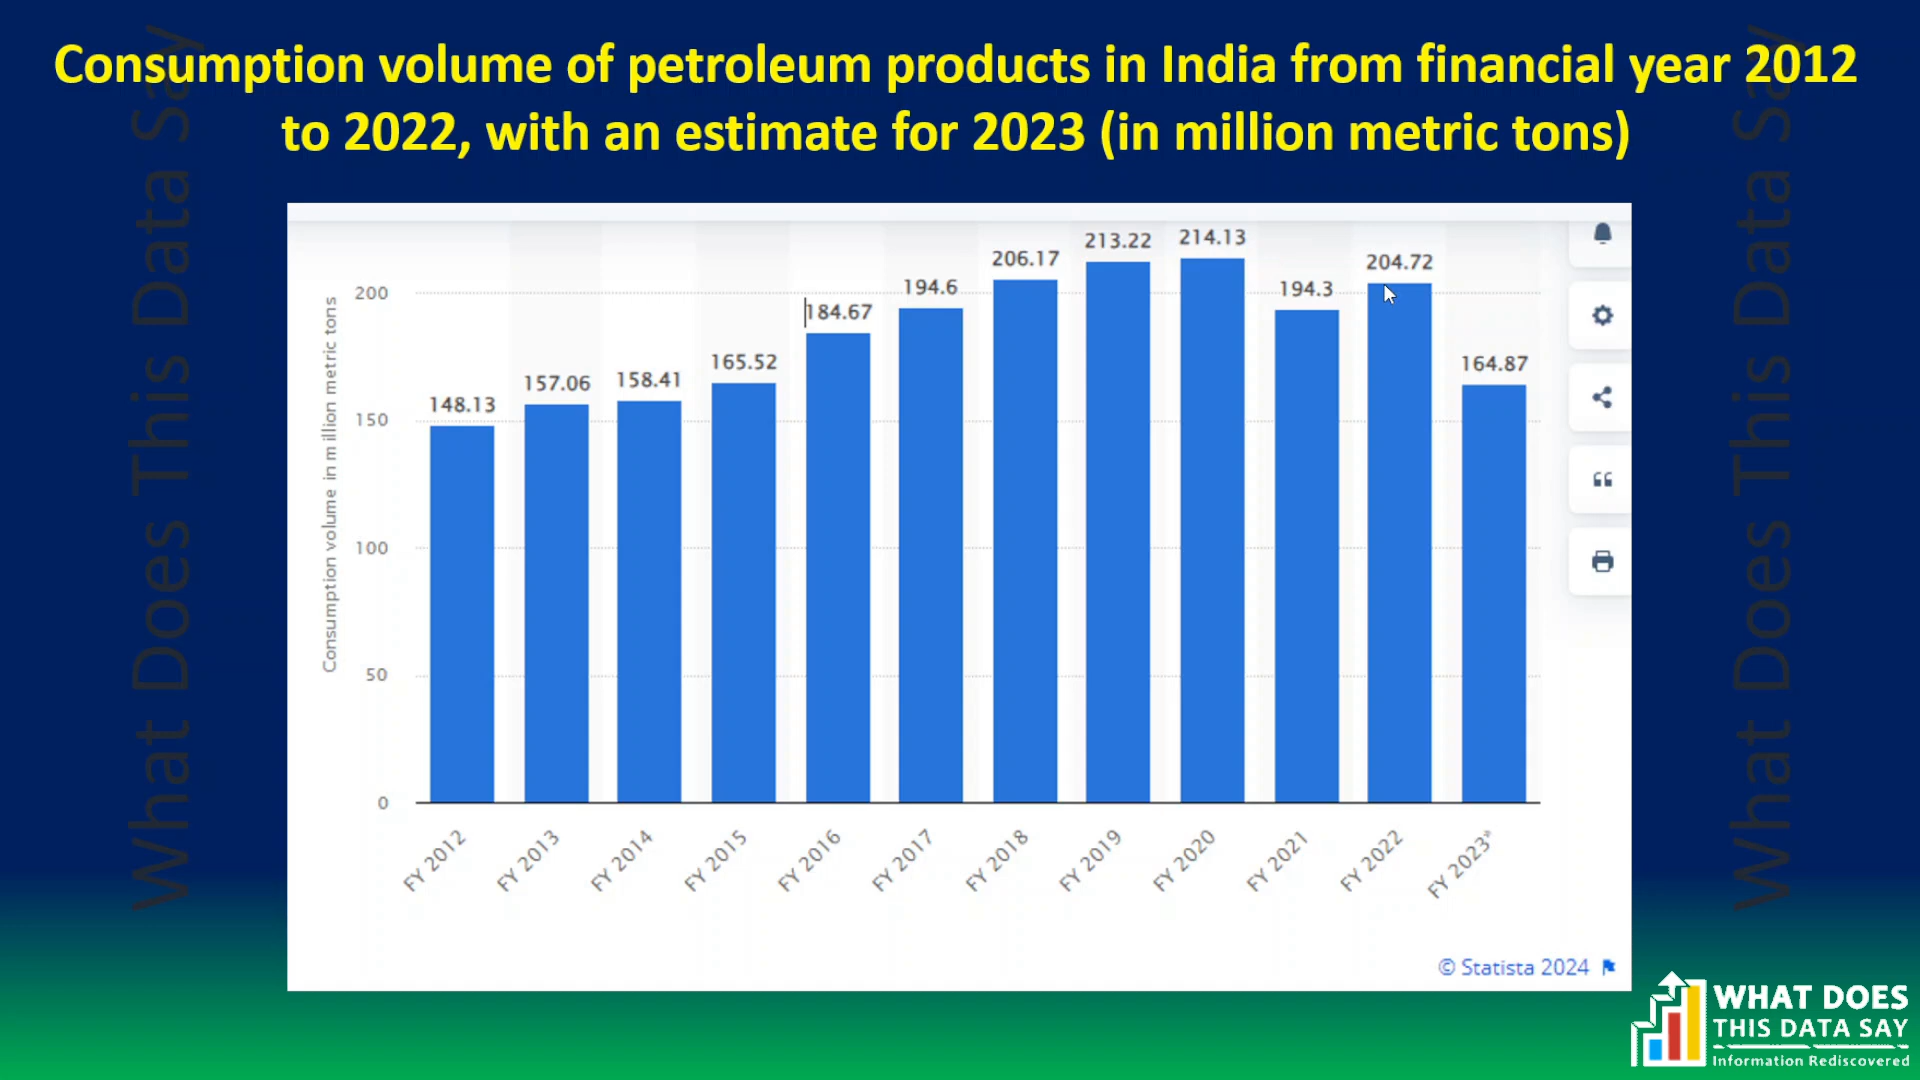 Consumption volume of petroleum products in India from financial year 2012
to 2022, with an estimate for 2023 (in million metric tons)
What Does This Data Say
What Does This Data Say
Consumption volume in million metric tons
200
150
100
50
0
148.13
157.06
158.41
165.52
184.67
194.6
206.17
213.22
214.13
194.3
204.72
164.87
FY 2012
FY 2013
FY 2014
FY 2015
FY 2016
FY 2017
FY 2018
FY 2019
FY 2020
FY 2021
FY 2022
FY 2023*
© Statista 2024
WHAT DOES
THIS DATA SAY
Information Rediscovered